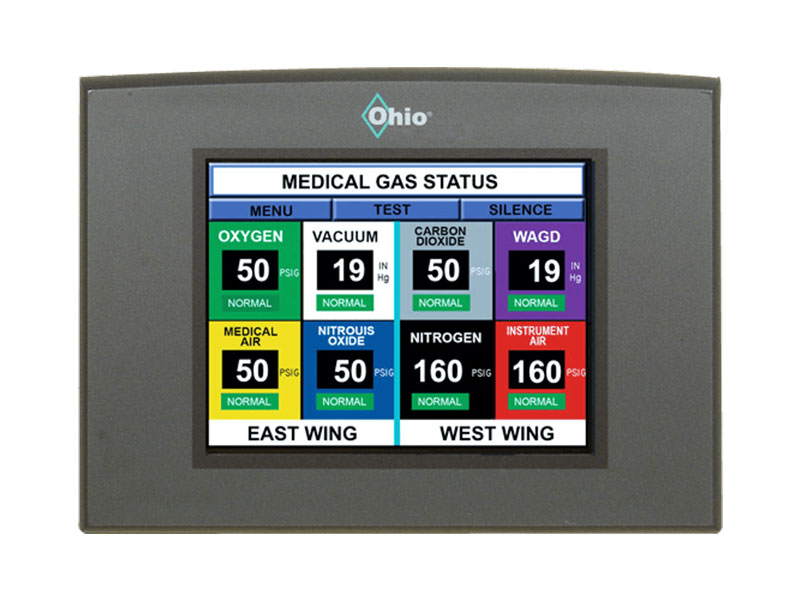 Ohio®
MEDICAL GAS STATUS
MENU TEST SILENCE
OXYGEN
50 PSIG
NORMAL
VACUUM
19 IN Hg
NORMAL
CARBON
DIOXIDE
50 PSIG
NORMAL
WAGD
19 IN Hg
NORMAL
MEDICAL
AIR
50 PSIG
NORMAL
NITROUIS
OXIDE
50 PSIG
NORMAL
NITROGEN
160 PSIG
NORMAL
INSTRUMENT
AIR
160 PSIG
NORMAL
EAST WING
WEST WING